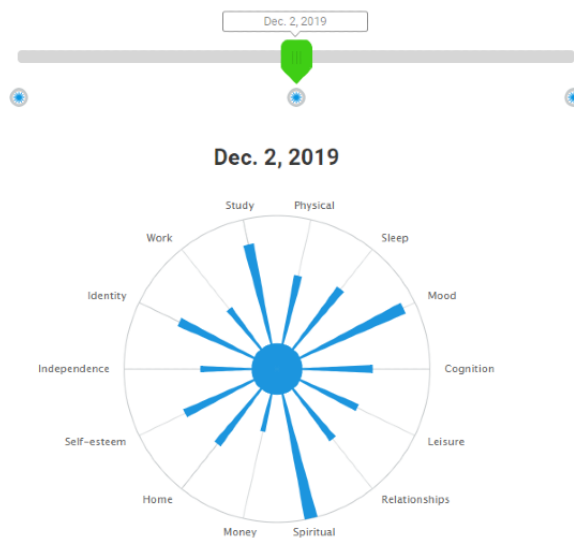 Dec. 2, 2019
Dec. 2, 2019
Study
Physical
Work
Sleep
Identity
Mood
Independence
Cognition
Self-esteem
Leisure
Home
Relationships
Money
Spiritual